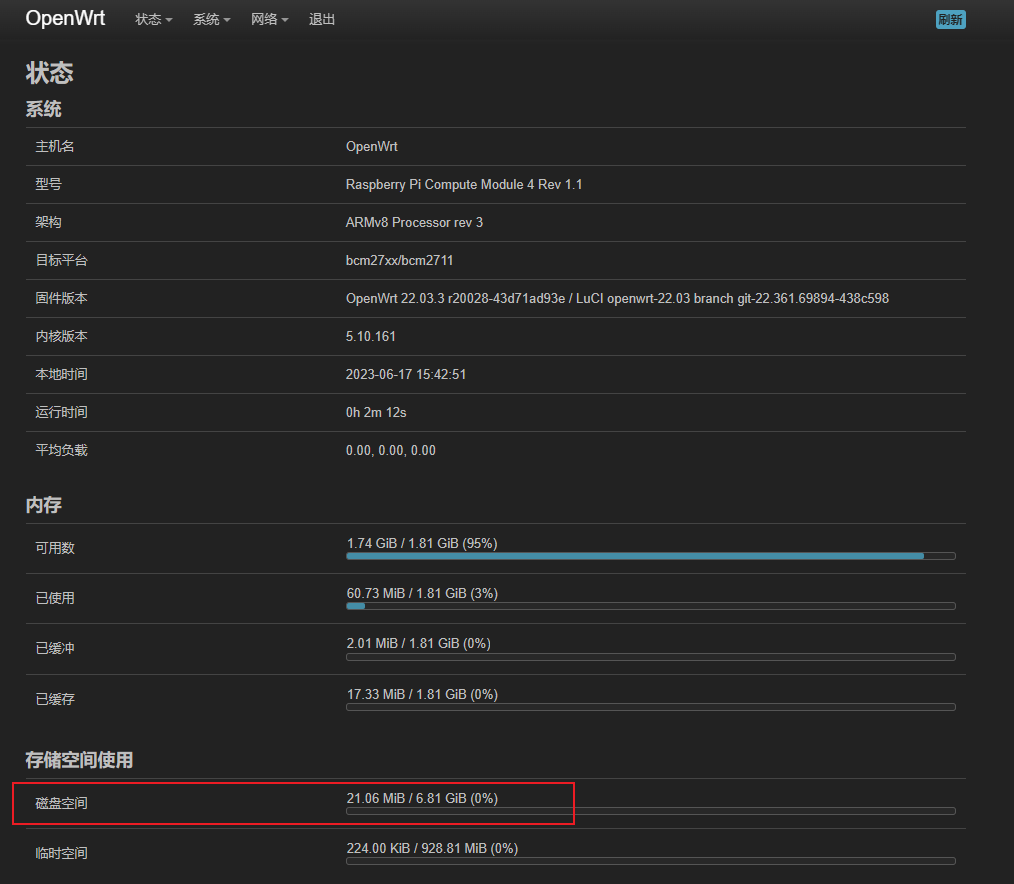 OpenWrt 状态 系统 网络 退出 刷新
状态
系统
主机名 OpenWrt
型号 Raspberry Pi Compute Module 4 Rev 1.1
架构 ARMv8 Processor rev 3
目标平台 bcm27xx/bcm2711
固件版本 OpenWrt 22.03.3 r20028-43d71ad93e / LuCI openwrt-22.03 branch git-22.361.69894-438c598
内核版本 5.10.161
本地时间 2023-06-17 15:42:51
运行时间 0h 2m 12s
平均负载 0.00, 0.00, 0.00
内存
可用数 1.74 GiB / 1.81 GiB (95%)
已使用 60.73 MiB / 1.81 GiB (3%)
已缓冲 2.01 MiB / 1.81 GiB (0%)
已缓存 17.33 MiB / 1.81 GiB (0%)
存储空间使用
磁盘空间 21.06 MiB / 6.81 GiB (0%)
临时空间 224.00 KiB / 928.81 MiB (0%)